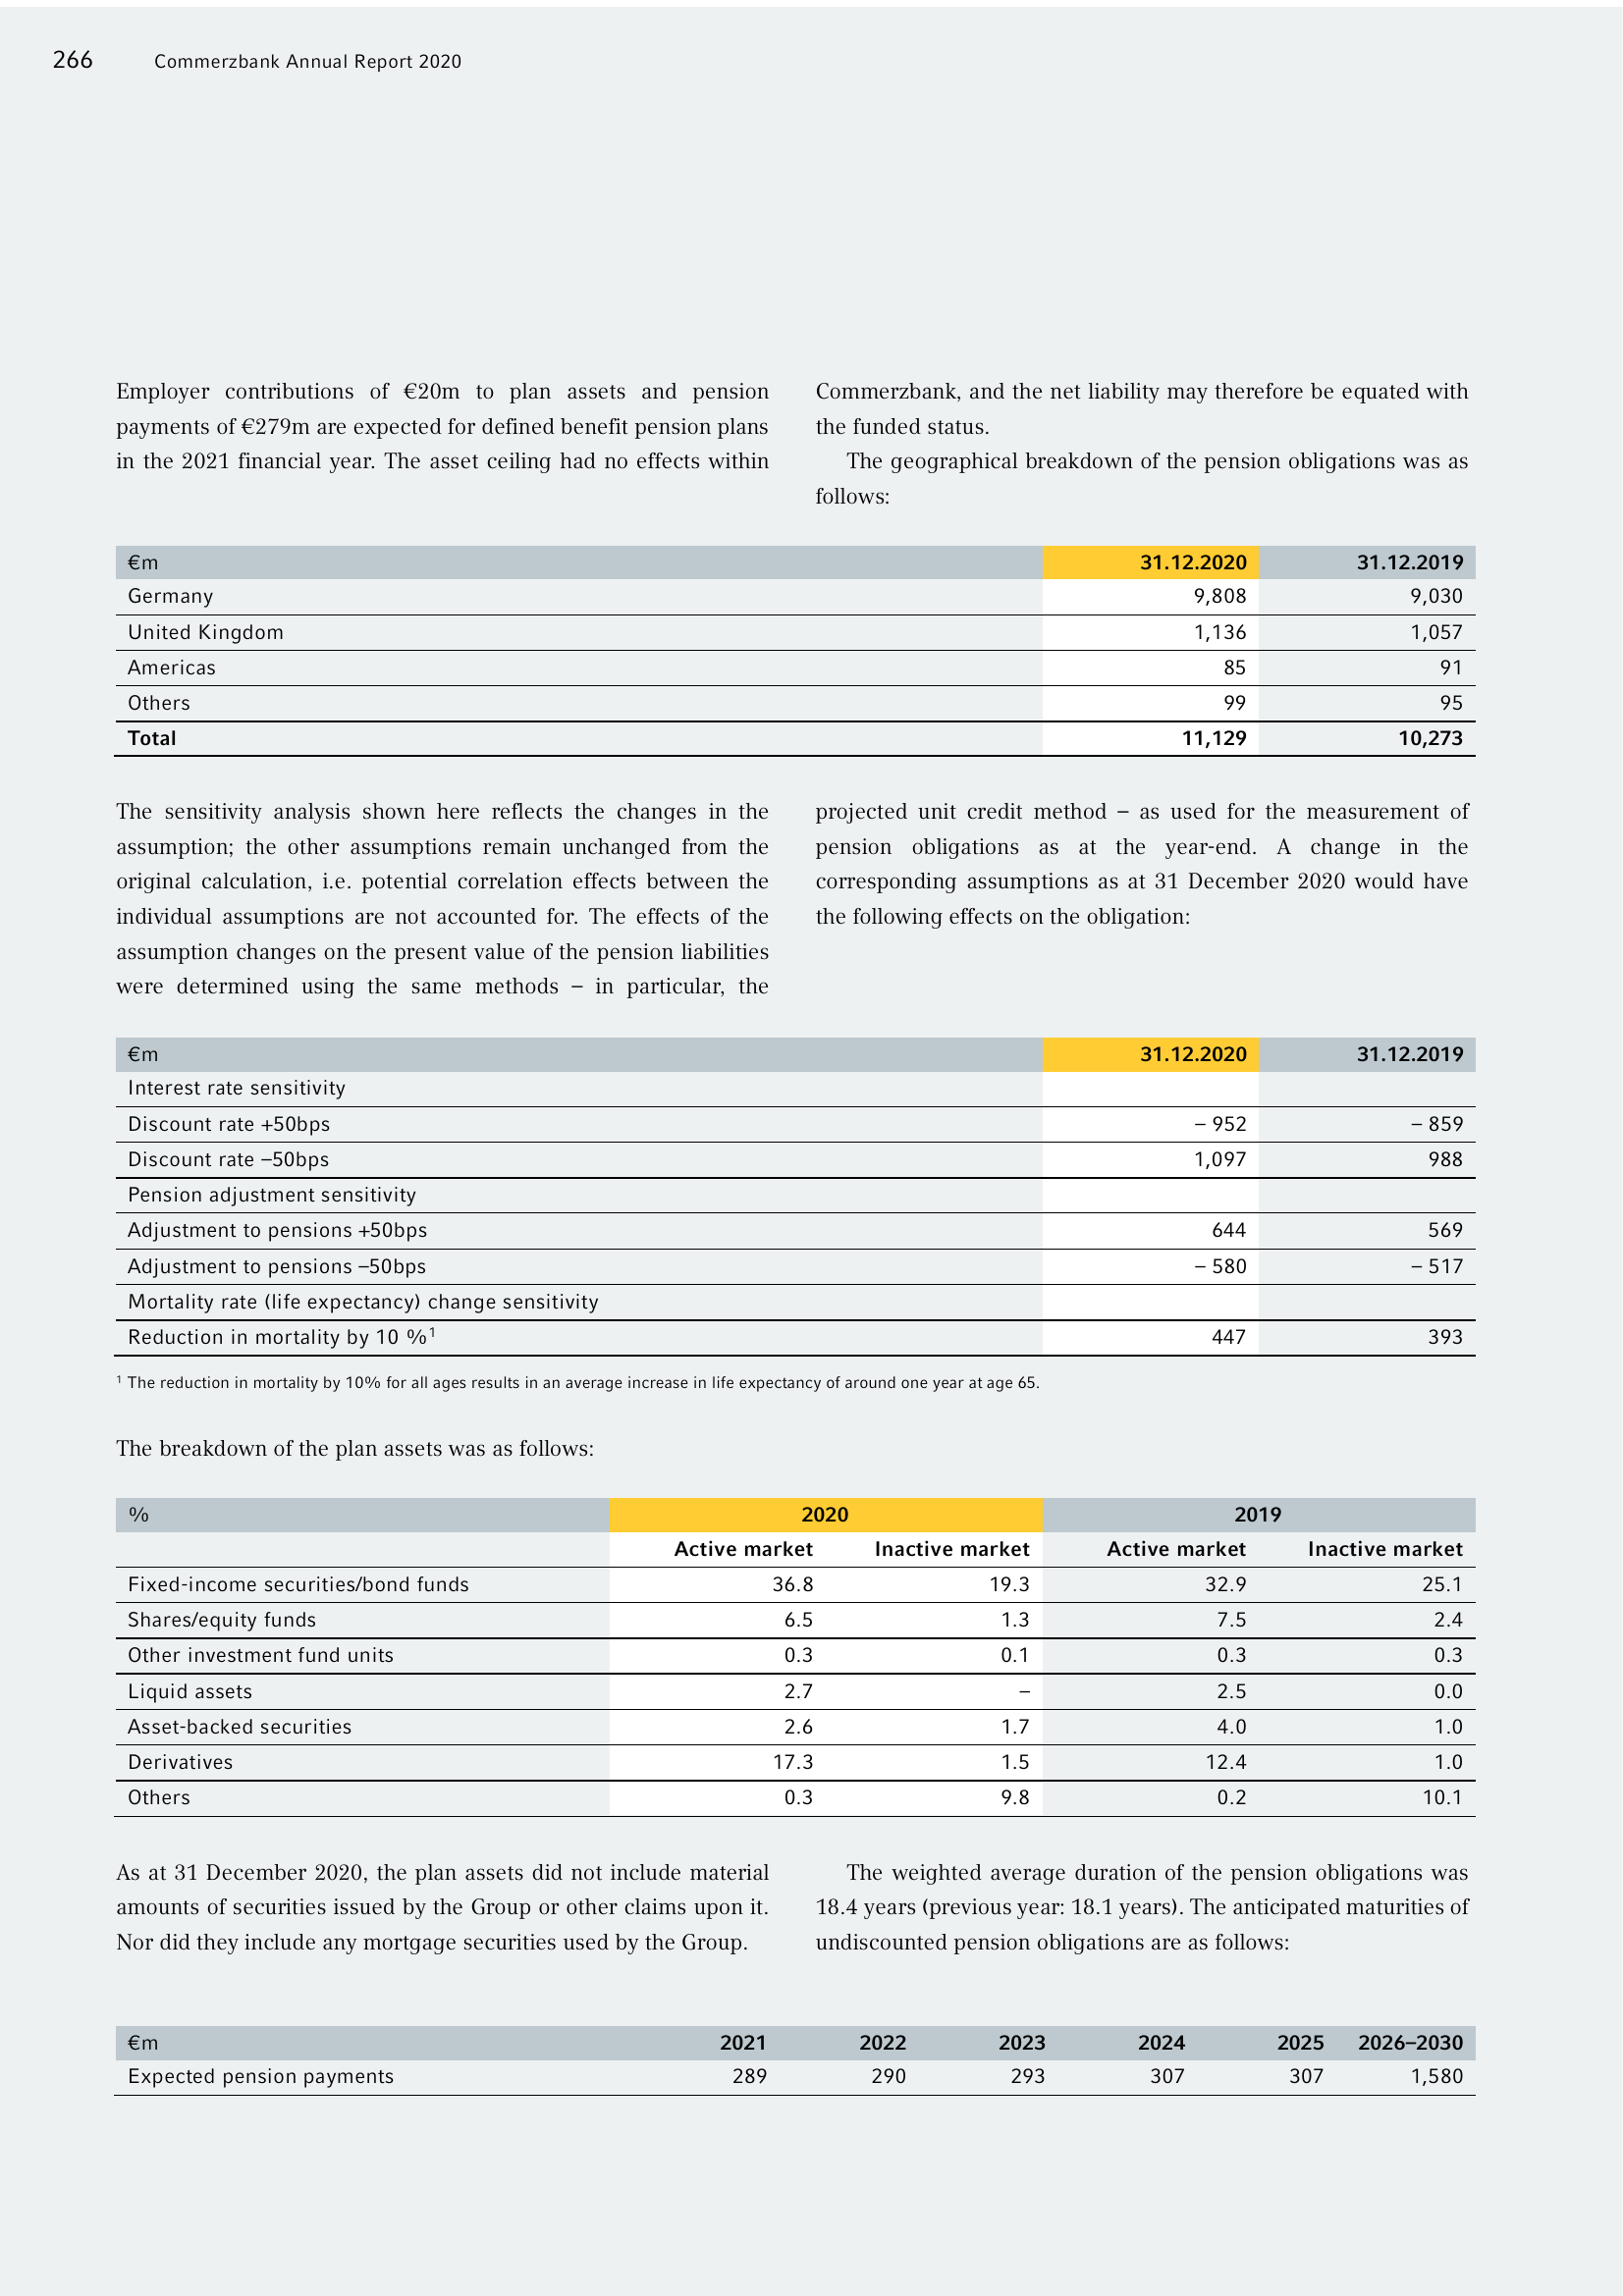 266 Commerzbank Annual Report 2020
Employer contributions of €20m to plan assets and pension
payments of €279m are expected for defined benefit pension plans
in the 2021 financial year. The asset ceiling had no effects within
Commerzbank, and the net liability may therefore be equated with
the funded status.
The geographical breakdown of the pension obligations was as
follows:
€m 31.12.2020 31.12.2019
Germany 9,808 9,030
United Kingdom 1,136 1,057
Americas 85 91
Others 99 95
Total 11,129 10,273
The sensitivity analysis shown here reflects the changes in the
assumption; the other assumptions remain unchanged from the
original calculation, i.e. potential correlation effects between the
individual assumptions are not accounted for. The effects of the
assumption changes on the present value of the pension liabilities
were determined using the same methods – in particular, the
projected unit credit method – as used for the measurement of
pension obligations as at the year-end. A change in the
corresponding assumptions as at 31 December 2020 would have
the following effects on the obligation:
€m 31.12.2020 31.12.2019
Interest rate sensitivity
Discount rate +50bps – 952 – 859
Discount rate –50bps 1,097 988
Pension adjustment sensitivity
Adjustment to pensions +50bps 644 569
Adjustment to pensions –50bps – 580 – 517
Mortality rate (life expectancy) change sensitivity
Reduction in mortality by 10 %¹ 447 393
¹ The reduction in mortality by 10% for all ages results in an average increase in life expectancy of around one year at age 65.
The breakdown of the plan assets was as follows:
% 2020 2019
Active market Inactive market Active market Inactive market
Fixed-income securities/bond funds 36.8 19.3 32.9 25.1
Shares/equity funds 6.5 1.3 7.5 2.4
Other investment fund units 0.3 0.1 0.3 0.3
Liquid assets 2.7 – 2.5 0.0
Asset-backed securities 2.6 1.7 4.0 1.0
Derivatives 17.3 1.5 12.4 1.0
Others 0.3 9.8 0.2 10.1
As at 31 December 2020, the plan assets did not include material
amounts of securities issued by the Group or other claims upon it.
Nor did they include any mortgage securities used by the Group.
The weighted average duration of the pension obligations was
18.4 years (previous year: 18.1 years). The anticipated maturities of
undiscounted pension obligations are as follows:
€m 2021 2022 2023 2024 2025 2026–2030
Expected pension payments 289 290 293 307 307 1,580